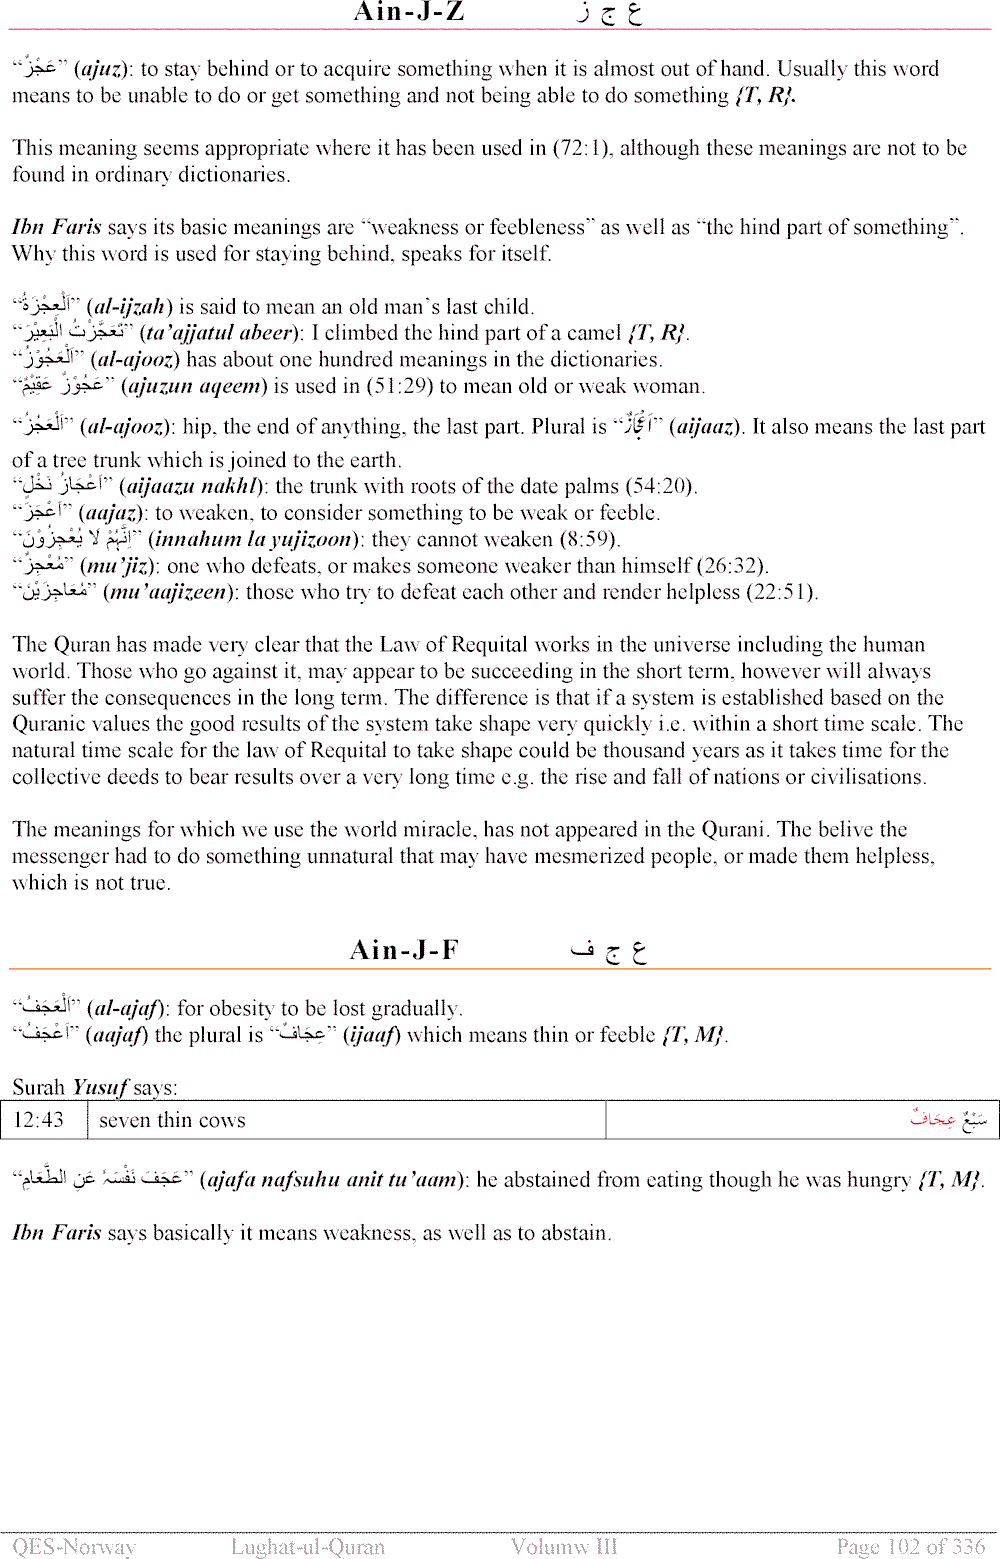 Ain-J-Z ع ج ز
“عَجْزٌ” (ajuz): to stay behind or to acquire something when it is almost out of hand. Usually this word
means to be unable to do or get something and not being able to do something {T, R}.
This meaning seems appropriate where it has been used in (72:1), although these meanings are not to be
found in ordinary dictionaries.
Ibn Faris says its basic meanings are “weakness or feebleness” as well as “the hind part of something”.
Why this word is used for staying behind, speaks for itself.
“اَلْعِجْزَةُ” (al-ijzah) is said to mean an old man’s last child.
“تَعَجَّزْتُ الْبَعِيْرَ” (ta’ajjatul abeer): I climbed the hind part of a camel {T, R}.
“اَلْعَجُوْزُ” (al-ajooz) has about one hundred meanings in the dictionaries.
“عَجُوْزٌ عَقِيْمٌ” (ajuzun aqeem) is used in (51:29) to mean old or weak woman.
“اَلْعَجُزُ” (al-ajooz): hip, the end of anything, the last part. Plural is “اَعْجَازٌ” (aijaaz). It also means the last part
of a tree trunk which is joined to the earth.
“اَعْجَازُ نَخْلٍ” (aijaazu nakhl): the trunk with roots of the date palms (54:20).
“اَعْجَزَ” (aajaz): to weaken, to consider something to be weak or feeble.
“اِنَّهُمْ لَا يُعْجِزُوْنَ” (innahum la yujizoon): they cannot weaken (8:59).
“مُعْجِزٌ” (mu’jiz): one who defeats, or makes someone weaker than himself (26:32).
“مُعَاجِزِيْنَ” (mu’aajizeen): those who try to defeat each other and render helpless (22:51).
The Quran has made very clear that the Law of Requital works in the universe including the human
world. Those who go against it, may appear to be succeeding in the short term, however will always
suffer the consequences in the long term. The difference is that if a system is established based on the
Quranic values the good results of the system take shape very quickly i.e. within a short time scale. The
natural time scale for the law of Requital to take shape could be thousand years as it takes time for the
collective deeds to bear results over a very long time e.g. the rise and fall of nations or civilisations.
The meanings for which we use the world miracle, has not appeared in the Qurani. The belive the
messenger had to do something unnatural that may have mesmerized people, or made them helpless,
which is not true.
Ain-J-F ع ج ف
“اَلْعَجَفُ” (al-ajaf): for obesity to be lost gradually.
“اَعْجَفُ” (aajaf) the plural is “عِجَافٌ” (ijaaf) which means thin or feeble {T, M}.
Surah Yusuf says:
12:43 seven thin cows سَبْعٌ عِجَافٌ
“عَجَفَ نَفْسَہُ عَنِ الطَّعَامِ” (ajafa nafsuhu anit tu’aam): he abstained from eating though he was hungry {T, M}.
Ibn Faris says basically it means weakness, as well as to abstain.
QES-Norway Lughat-ul-Quran Volumw III Page 102 of 336